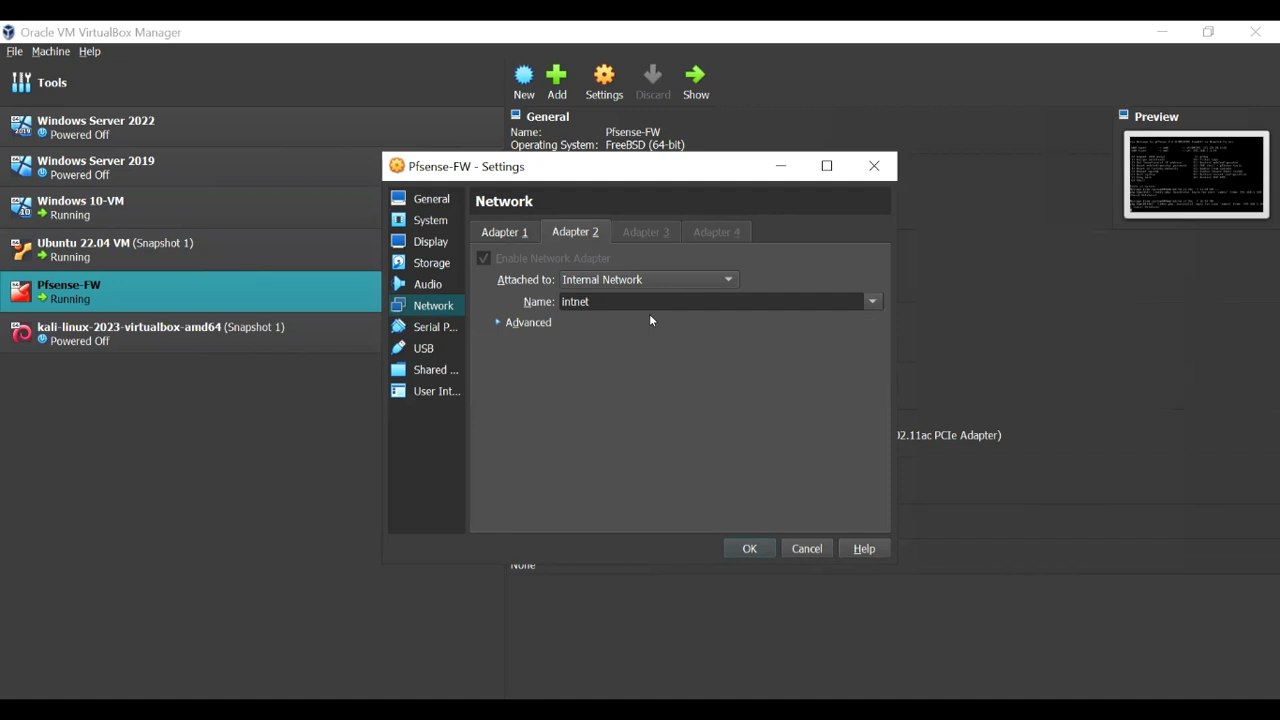 Oracle VM VirtualBox Manager
File Machine Help
Tools
New Add Settings Discard Show
Windows Server 2022
Powered Off
Windows Server 2019
Powered Off
Windows 10-VM
Running
Ubuntu 22.04 VM (Snapshot 1)
Running
Pfsense-FW
Running
kali-linux-2023-virtualbox-amd64 (Snapshot 1)
Powered Off
General
Name: Pfsense-FW
Operating System: FreeBSD (64-bit)
Preview
Pfsense-FW - Settings
General
System
Display
Storage
Audio
Network
Serial P...
USB
Shared ...
User Int...
Network
Adapter 1 Adapter 2 Adapter 3 Adapter 4
Enable Network Adapter
Attached to: Internal Network
Name: intnet
Advanced
OK Cancel Help
02.11ac PCIe Adapter)
None